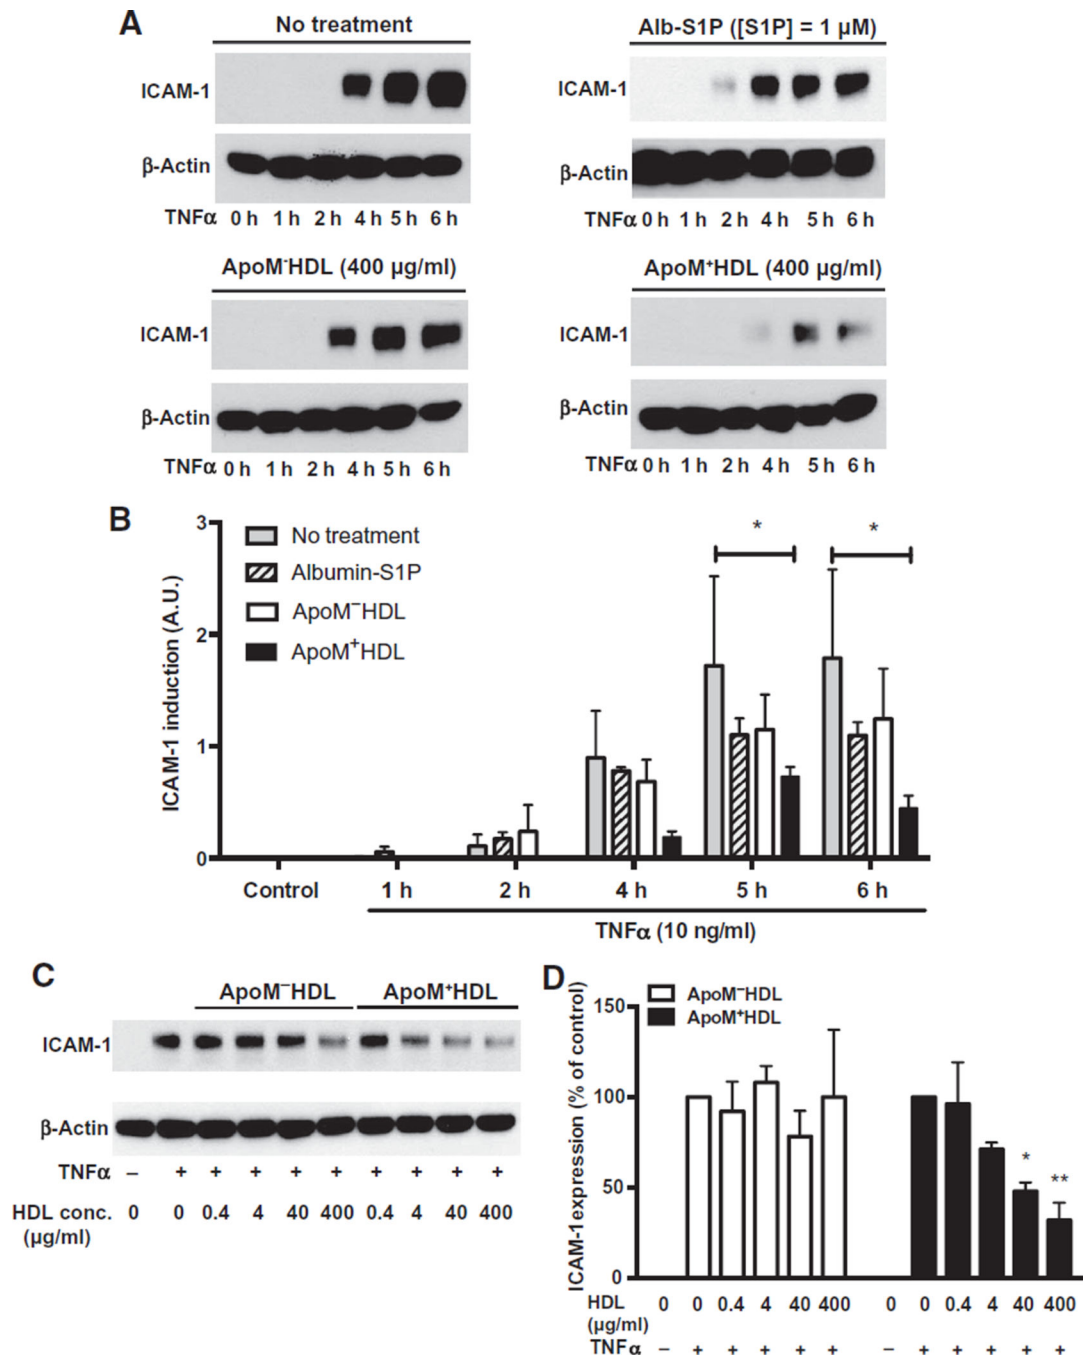 A
No treatment
ICAM-1
β-Actin
TNFα 0 h 1 h 2 h 4 h 5 h 6 h
Alb-S1P ([S1P] = 1 µM)
ICAM-1
β-Actin
TNFα 0 h 1 h 2 h 4 h 5 h 6 h
ApoM⁻HDL (400 µg/ml)
ICAM-1
β-Actin
TNFα 0 h 1 h 2 h 4 h 5 h 6 h
ApoM⁺HDL (400 µg/ml)
ICAM-1
β-Actin
TNFα 0 h 1 h 2 h 4 h 5 h 6 h
B
ICAM-1 induction (A.U.)
3
2
1
0
No treatment
Albumin-S1P
ApoM⁻HDL
ApoM⁺HDL
* *
Control 1 h 2 h 4 h 5 h 6 h
TNFα (10 ng/ml)
C
ApoM⁻HDL ApoM⁺HDL
ICAM-1
β-Actin
TNFα – + + + + + + + + +
HDL conc. 0 0 0.4 4 40 400 0.4 4 40 400
(µg/ml)
D
ICAM-1 expression (% of control)
150
100
50
0
ApoM⁻HDL
ApoM⁺HDL
* **
HDL 0 0 0.4 4 40 400 0 0 0.4 4 40 400
(µg/ml)
TNFα – + + + + + – + + + + +